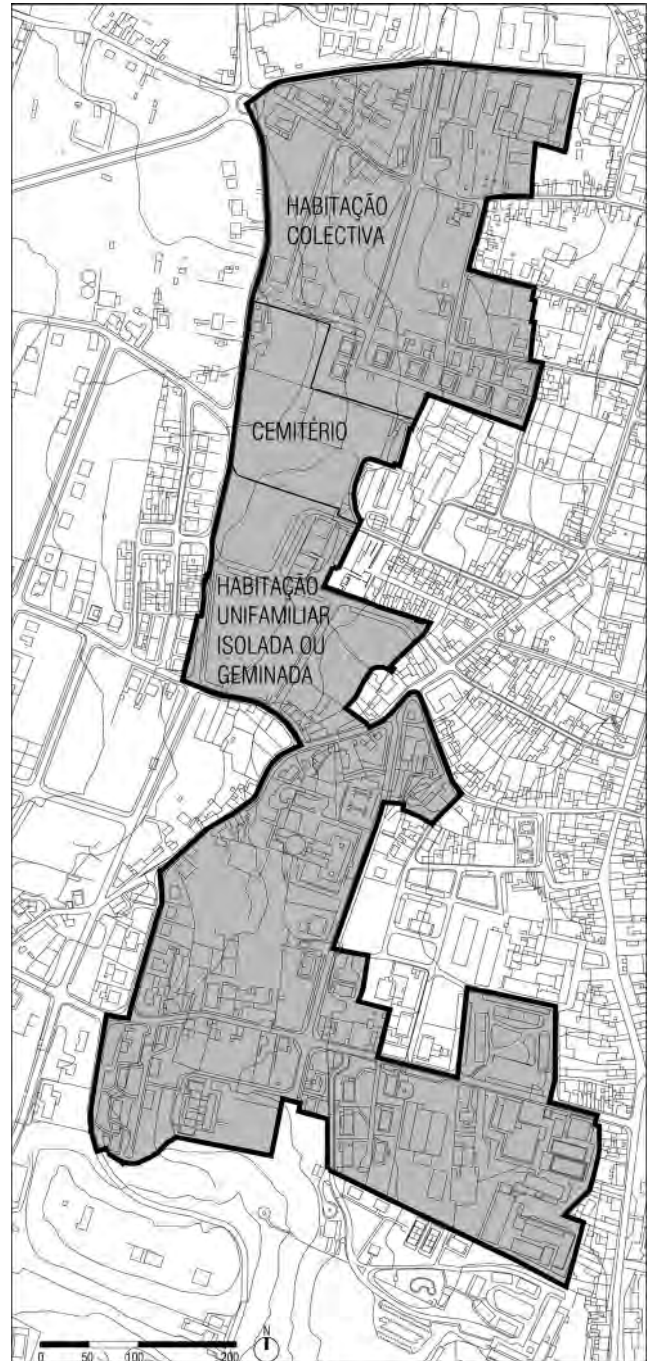 HABITAÇÃO
COLECTIVA
CEMITÉRIO
HABITAÇÃO
UNIFAMILIAR
ISOLADA OU
GEMINADA
N
0 50 100 200